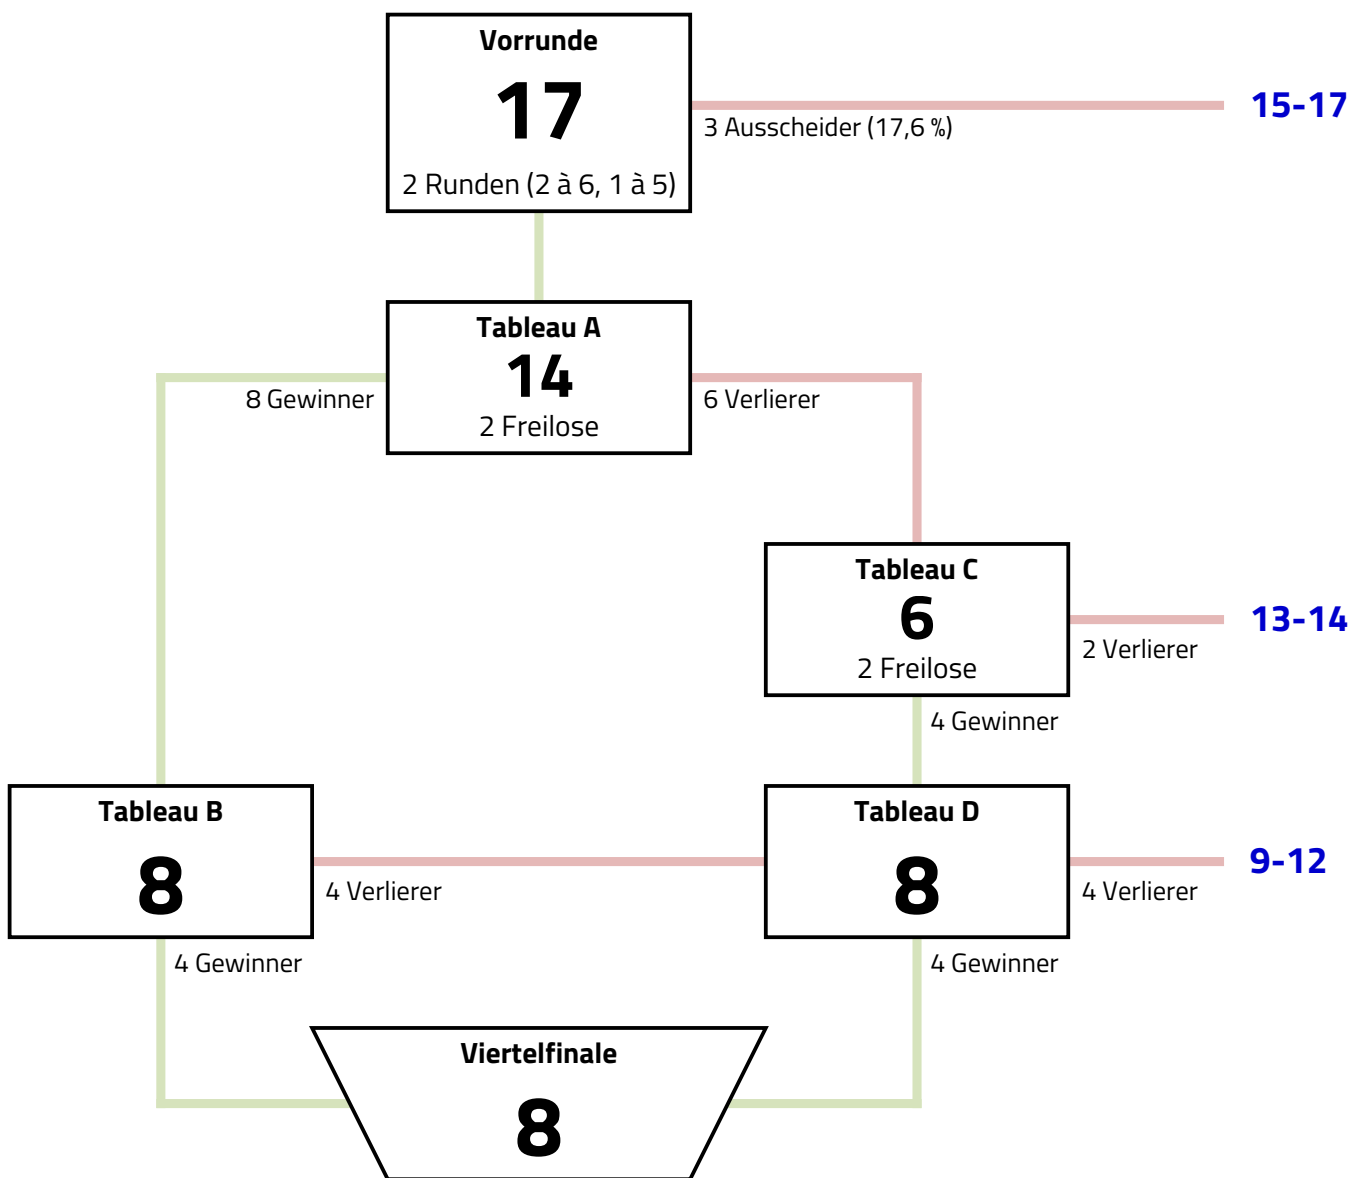 Vorrunde
17
2 Runden (2 à 6, 1 à 5)
3 Ausscheider (17,6 %)
15-17
Tableau A
14
2 Freilose
8 Gewinner
6 Verlierer
Tableau C
6
2 Freilose
2 Verlierer
13-14
4 Gewinner
Tableau B
8
4 Verlierer
4 Gewinner
Tableau D
8
4 Verlierer
9-12
4 Gewinner
Viertelfinale
8